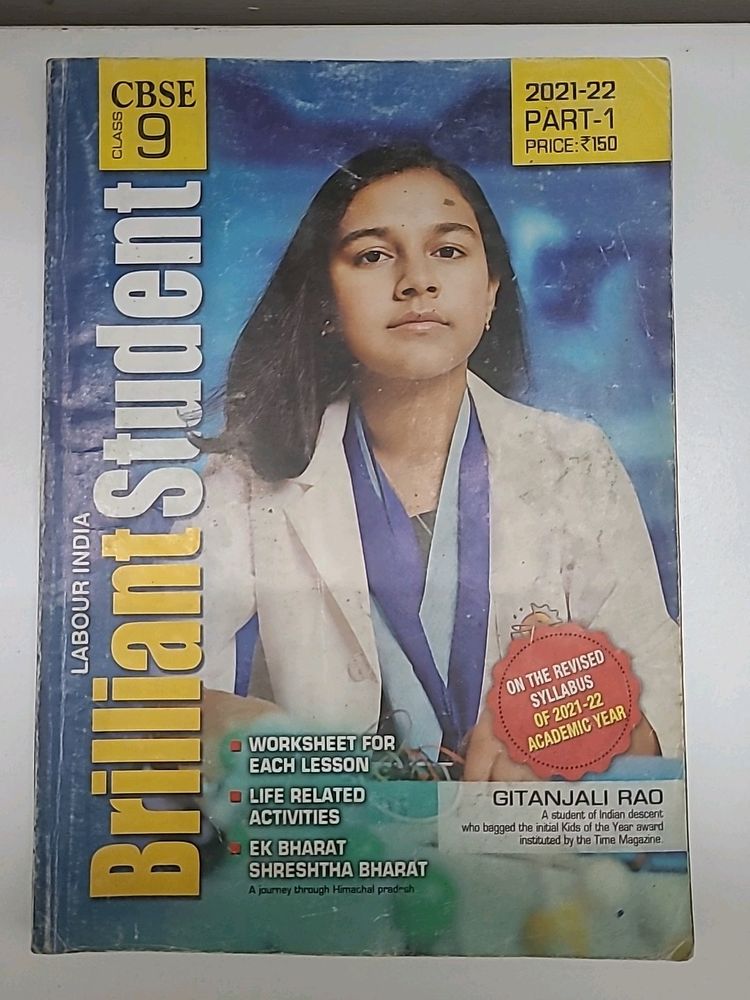 CBSE
CLASS 9
2021-22
PART-1
PRICE:₹150
LABOUR INDIA
Brilliant Student
ON THE REVISED
SYLLABUS
OF 2021-22
ACADEMIC YEAR
WORKSHEET FOR
EACH LESSON
LIFE RELATED
ACTIVITIES
EK BHARAT
SHRESHTHA BHARAT
A journey through Himachal pradesh
GITANJALI RAO
A student of Indian descent
who bagged the initial Kids of the Year award
instituted by the Time Magazine.